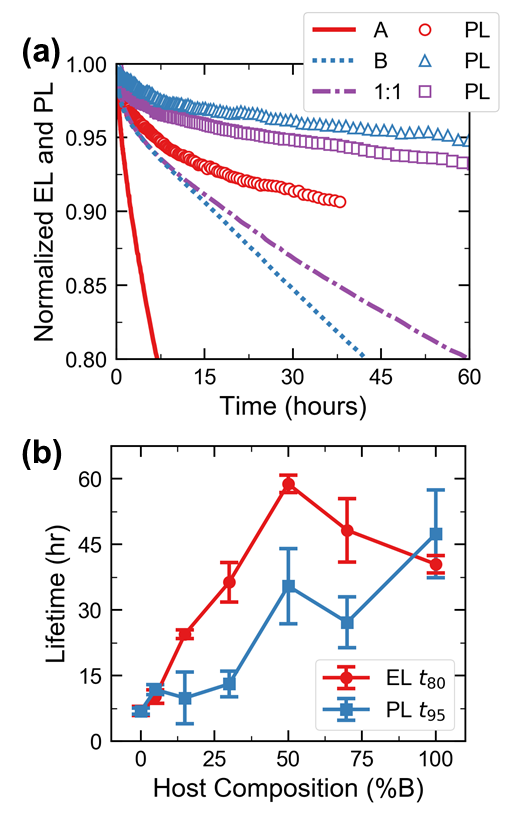 (a)
A PL
B PL
1:1 PL
Normalized EL and PL
1.00
0.95
0.90
0.85
0.80
0 15 30 45 60
Time (hours)
(b)
Lifetime (hr)
60
45
30
15
0
EL t₈₀
PL t₉₅
0 25 50 75 100
Host Composition (%B)